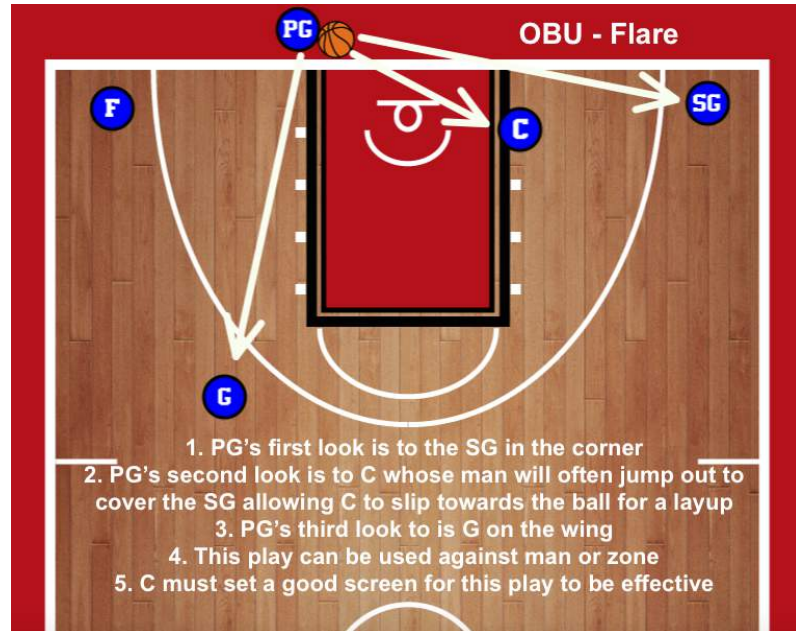 PG
OBU - Flare
F
SG
C
G
1. PG's first look is to the SG in the corner
2. PG's second look is to C whose man will often jump out to
cover the SG allowing C to slip towards the ball for a layup
3. PG's third look to is G on the wing
4. This play can be used against man or zone
5. C must set a good screen for this play to be effective